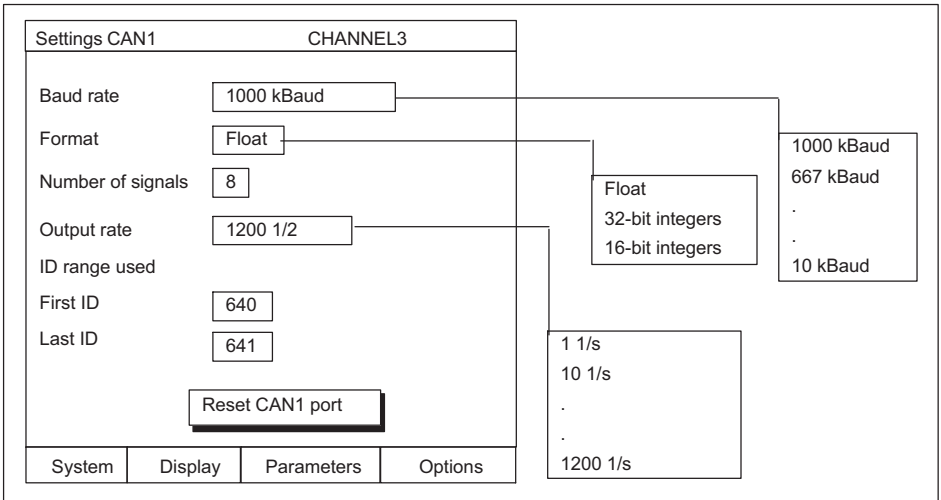 Settings CAN1 CHANNEL3
Baud rate 1000 kBaud
Format Float
Number of signals 8
Output rate 1200 1/2
ID range used
First ID 640
Last ID 641
Reset CAN1 port
System Display Parameters Options
1000 kBaud
667 kBaud
.
.
10 kBaud
Float
32-bit integers
16-bit integers
1 1/s
10 1/s
.
.
1200 1/s